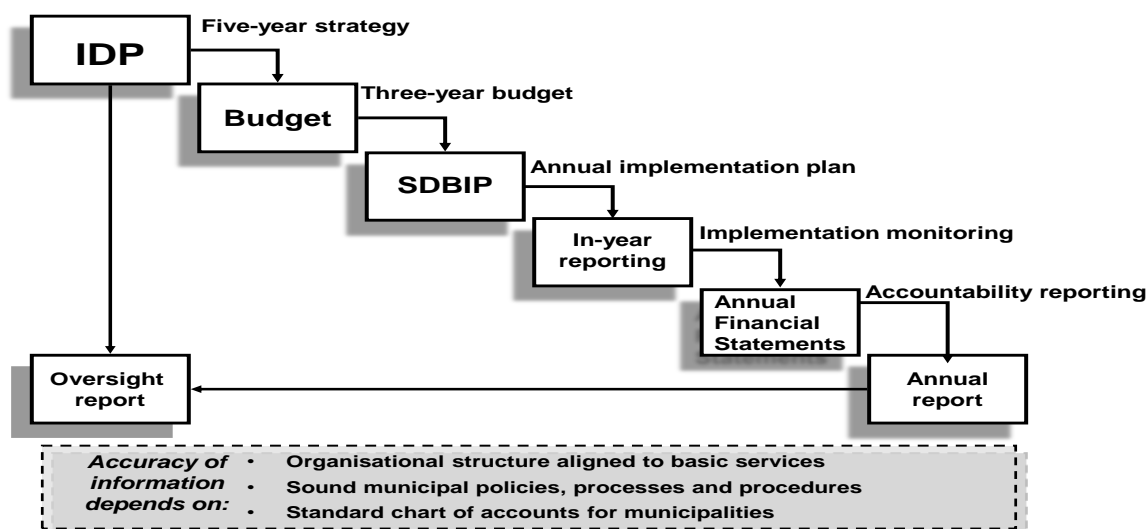 Five-year strategy
IDP
Three-year budget
Budget
Annual implementation plan
SDBIP
Implementation monitoring
In-year
reporting
Accountability reporting
Annual
Financial
Statements
Oversight
report
Annual
report
Accuracy of
information
depends on:
• Organisational structure aligned to basic services
• Sound municipal policies, processes and procedures
• Standard chart of accounts for municipalities